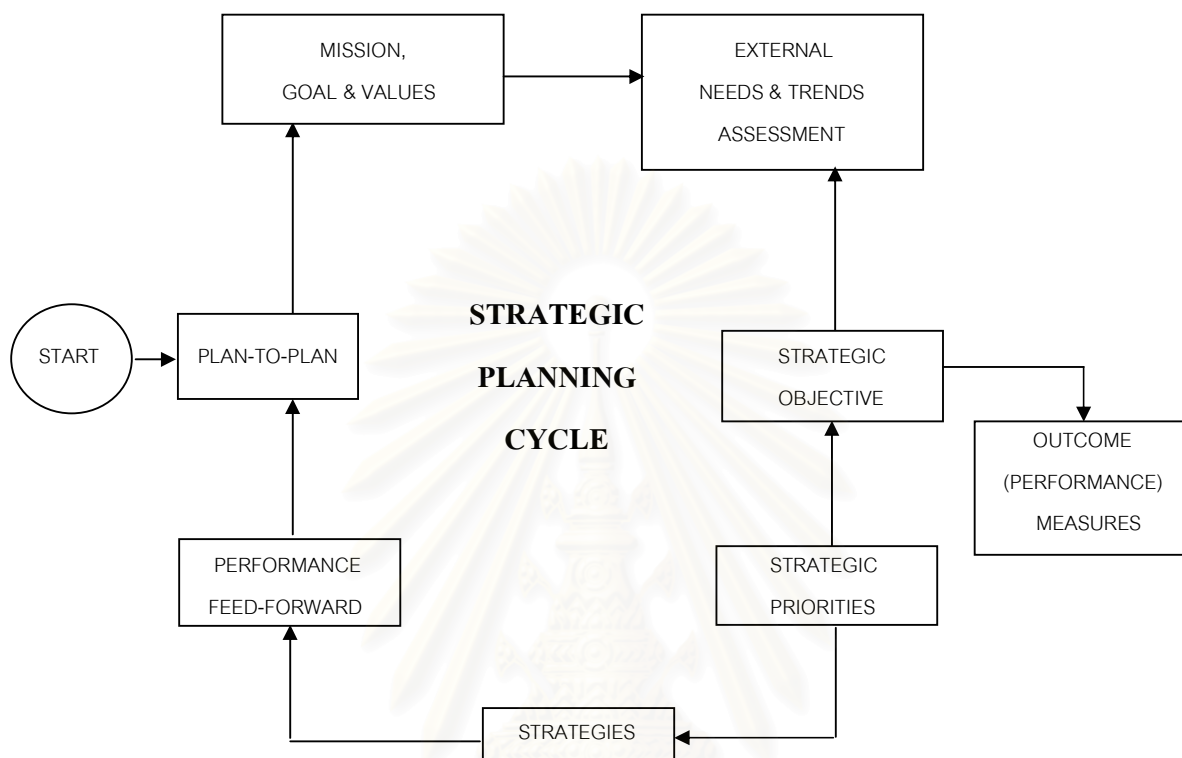 MISSION,
GOAL & VALUES
EXTERNAL
NEEDS & TRENDS
ASSESSMENT
STRATEGIC
PLANNING
CYCLE
START
PLAN-TO-PLAN
STRATEGIC
OBJECTIVE
OUTCOME
(PERFORMANCE)
MEASURES
PERFORMANCE
FEED-FORWARD
STRATEGIC
PRIORITIES
STRATEGIES